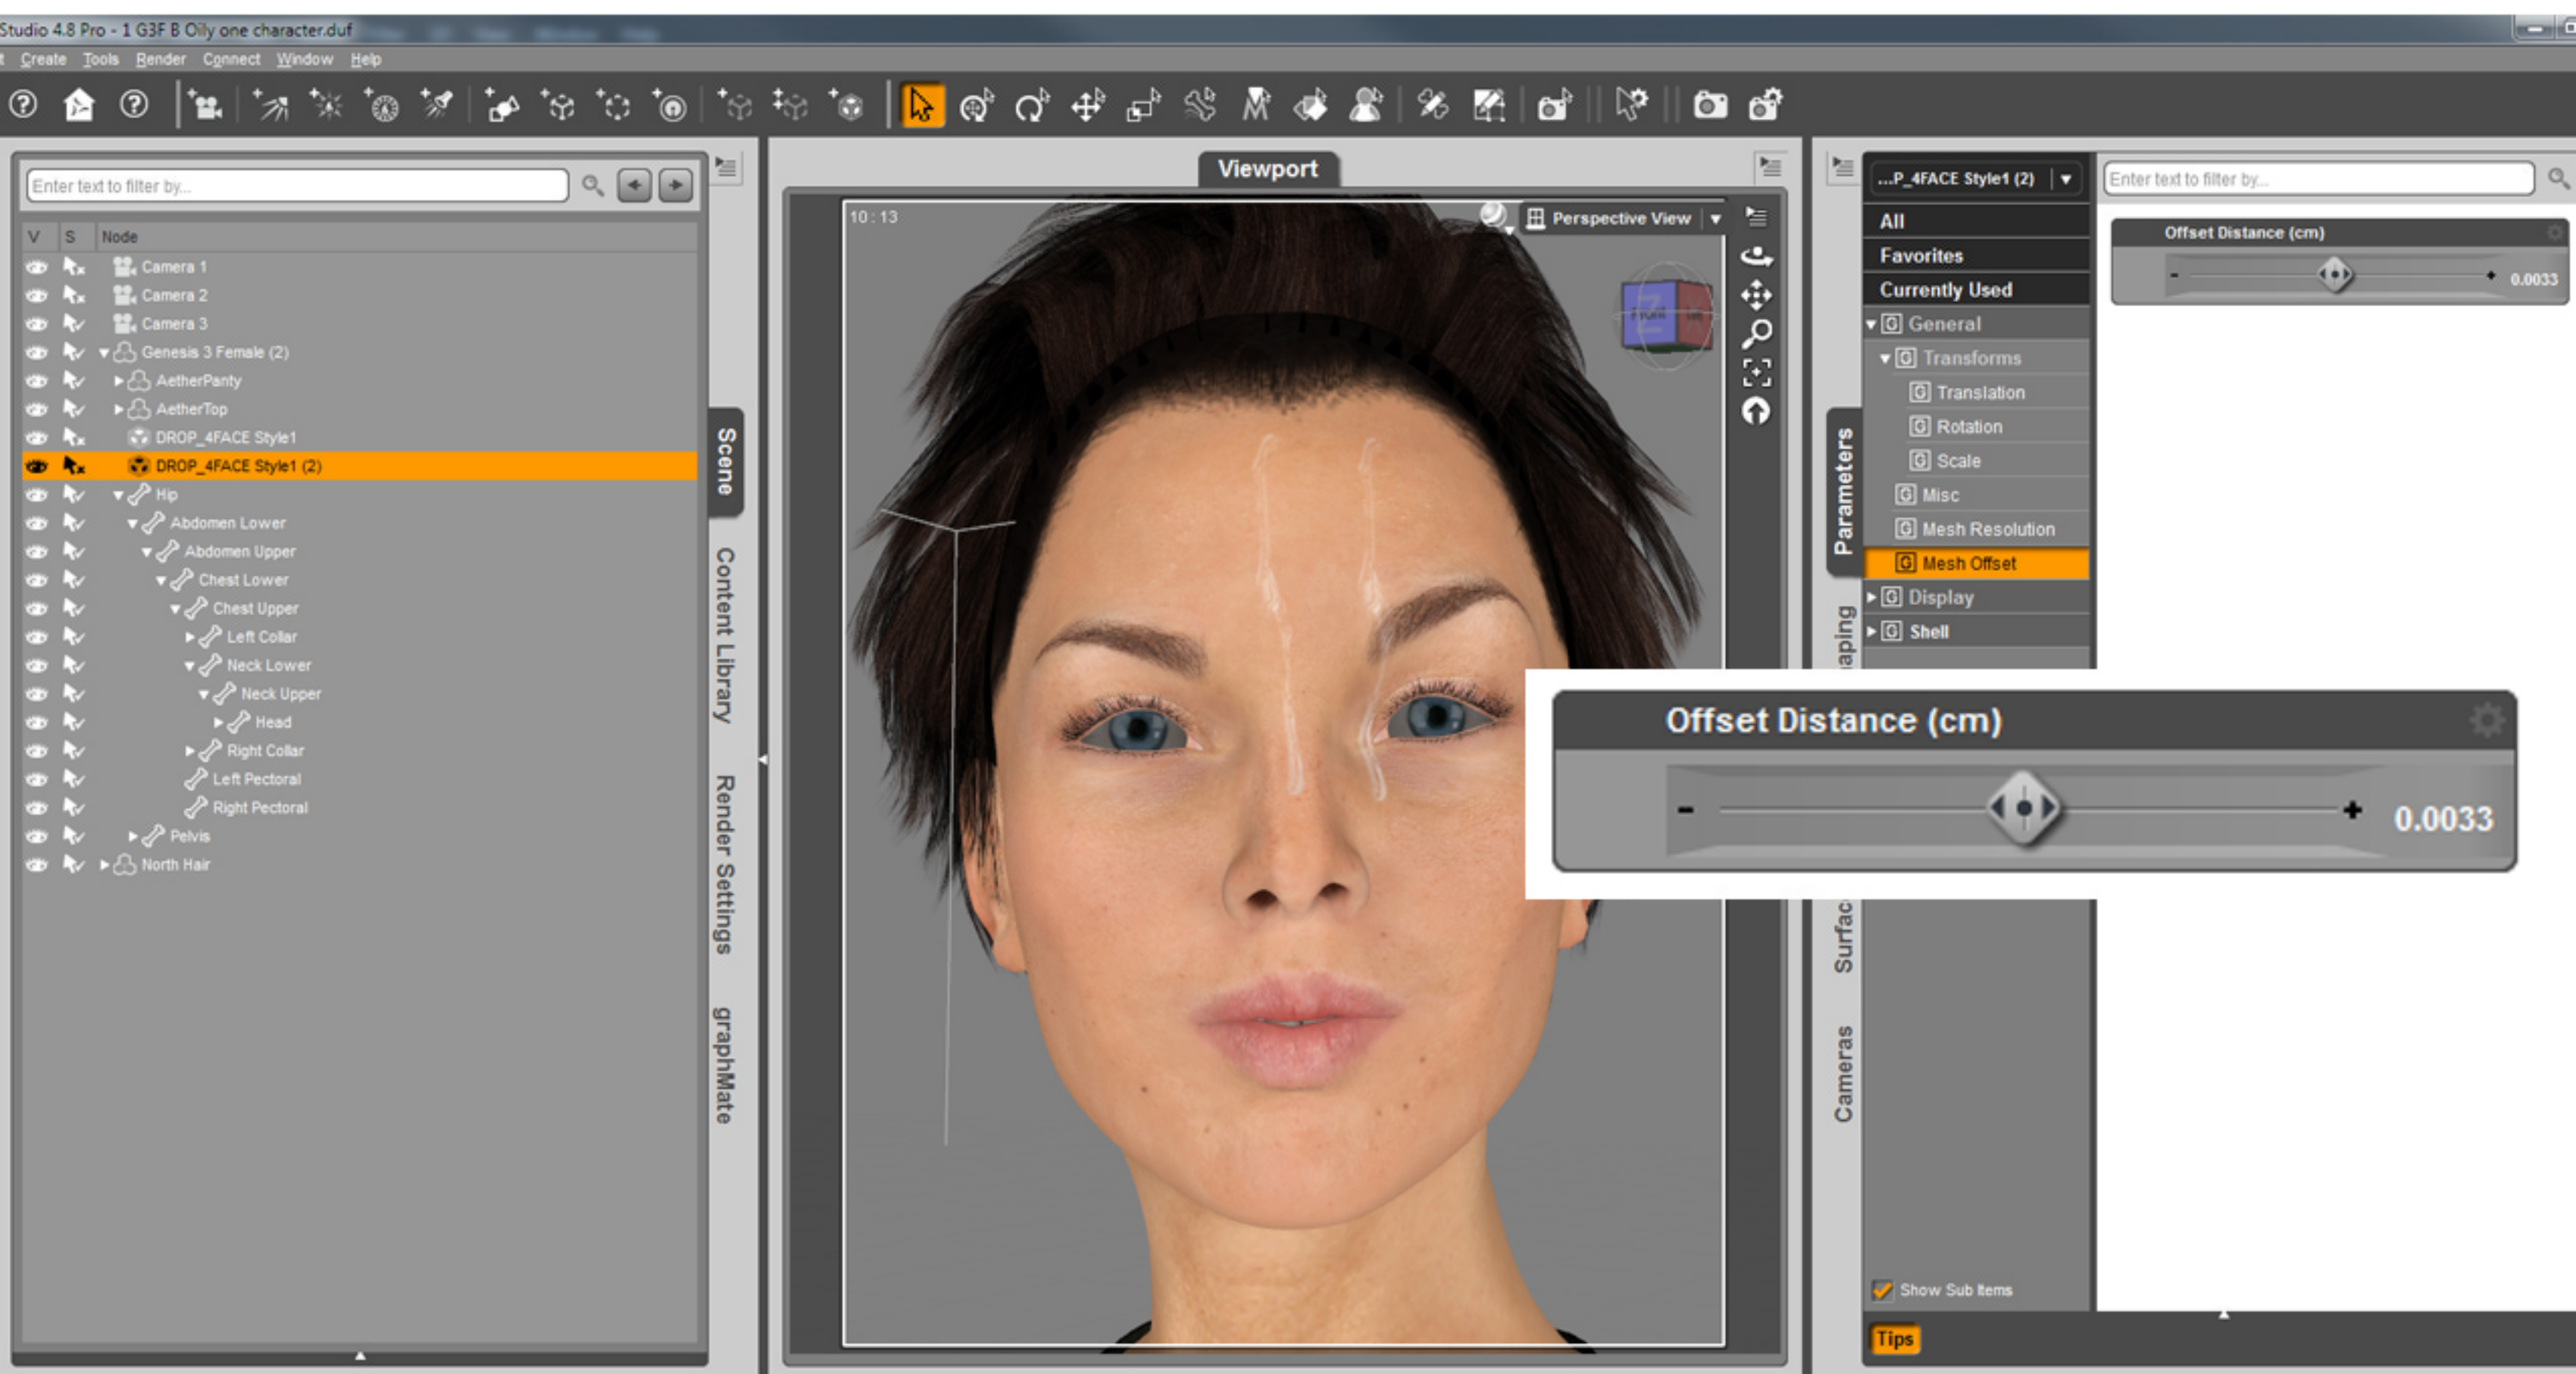 Studio 4.8 Pro - 1 G3F B Oily one character.duf
t Create Tools Render Connect Window Help
Enter text to filter by...
V S Node
Camera 1
Camera 2
Camera 3
Genesis 3 Female (2)
AetherPanty
AetherTop
DROP_4FACE Style1
DROP_4FACE Style1 (2)
Hip
Abdomen Lower
Abdomen Upper
Chest Lower
Chest Upper
Left Collar
Neck Lower
Neck Upper
Head
Right Collar
Left Pectoral
Right Pectoral
Pelvis
North Hair
Scene
Content Library
Render Settings
graphMate
Viewport
10 : 13
Perspective View
Parameters
aping
Surfac
Cameras
...P_4FACE Style1 (2)
All
Favorites
Currently Used
General
Transforms
Translation
Rotation
Scale
Misc
Mesh Resolution
Mesh Offset
Display
Shell
Show Sub Items
Tips
Enter text to filter by...
Offset Distance (cm)
- + 0.0033
Offset Distance (cm)
- + 0.0033